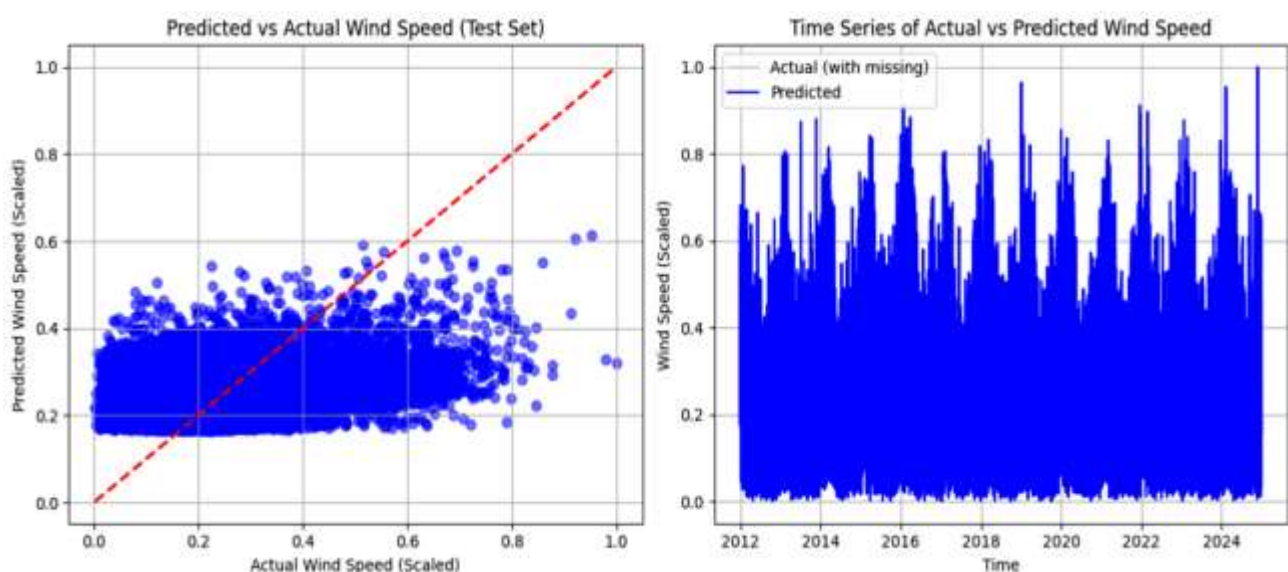 Predicted vs Actual Wind Speed (Test Set)
Predicted Wind Speed (Scaled)
1.0
0.8
0.6
0.4
0.2
0.0
0.0 0.2 0.4 0.6 0.8 1.0
Actual Wind Speed (Scaled)
Time Series of Actual vs Predicted Wind Speed
Actual (with missing)
Predicted
Wind Speed (Scaled)
1.0
0.8
0.6
0.4
0.2
0.0
2012 2014 2016 2018 2020 2022 2024
Time